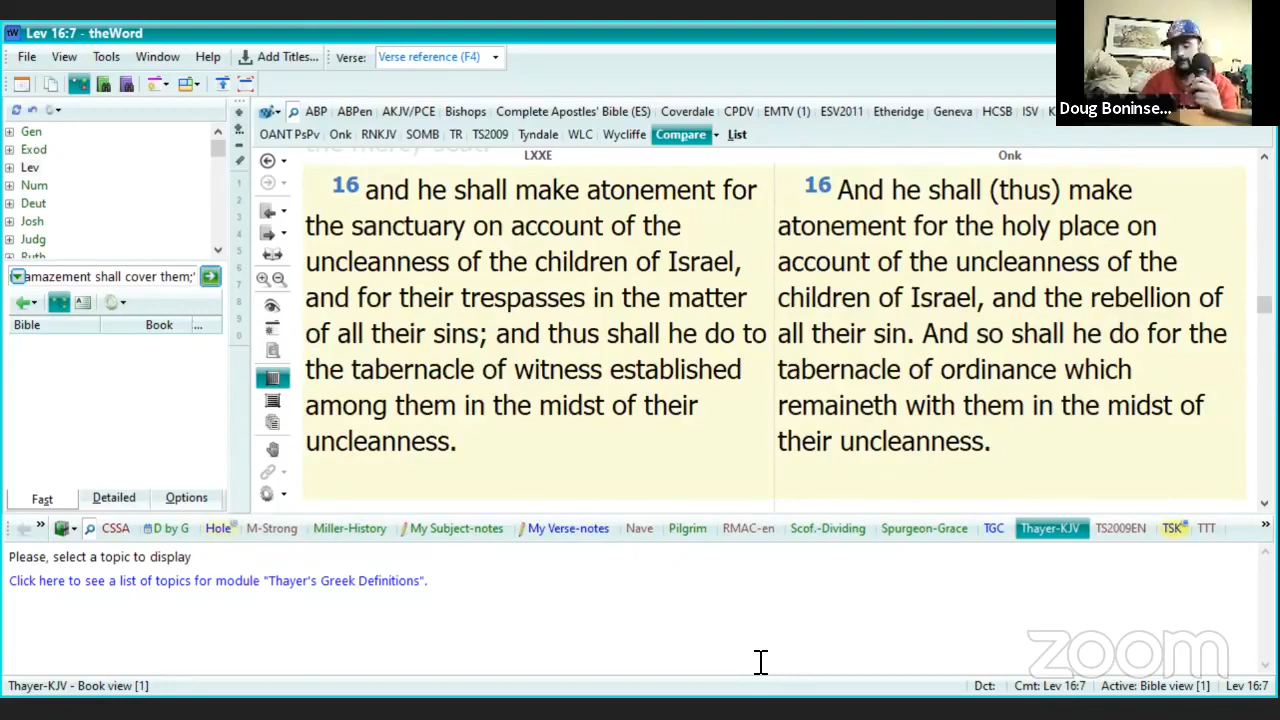 Lev 16:7 - theWord
File View Tools Window Help Add Titles... Verse: Verse reference (F4)
Doug Boninse...
ABP ABPen AKJV/PCE Bishops Complete Apostles' Bible (ES) Coverdale CPDV EMTV (1) ESV2011 Etheridge Geneva HCSB ISV
OANT PsPv Onk RNKJV SOMB TR TS2009 Tyndale WLC Wycliffe Compare List
Gen
Exod
Lev
Num
Deut
Josh
Judg
Ruth
amazement shall cover them;'
Bible Book ...
Fast Detailed Options
the mercy-seat.
LXXE
16 and he shall make atonement for
the sanctuary on account of the
uncleanness of the children of Israel,
and for their trespasses in the matter
of all their sins; and thus shall he do to
the tabernacle of witness established
among them in the midst of their
uncleanness.
Onk
16 And he shall (thus) make
atonement for the holy place on
account of the uncleanness of the
children of Israel, and the rebellion of
all their sin. And so shall he do for the
tabernacle of ordinance which
remaineth with them in the midst of
their uncleanness.
CSSA D by G Hole M-Strong Miller-History My Subject-notes My Verse-notes Nave Pilgrim RMAC-en Scof.-Dividing Spurgeon-Grace TGC Thayer-KJV TS2009EN TSK TTT
Please, select a topic to display
Click here to see a list of topics for module "Thayer's Greek Definitions".
zoom
Thayer-KJV - Book view [1] Dct: Cmt: Lev 16:7 Active: Bible view [1] Lev 16:7